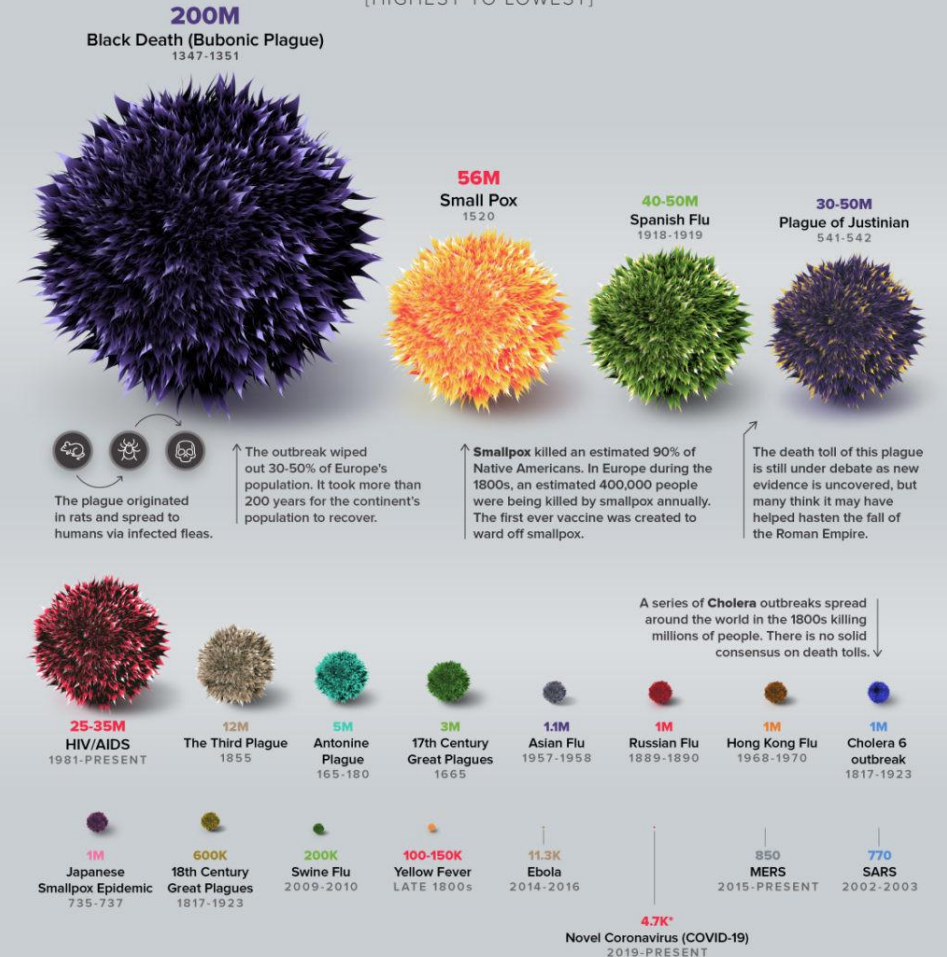 [HIGHEST TO LOWEST]
200M
Black Death (Bubonic Plague)
1347-1351
56M
Small Pox
1520
40-50M
Spanish Flu
1918-1919
30-50M
Plague of Justinian
541-542
The plague originated
in rats and spread to
humans via infected fleas.
The outbreak wiped
out 30-50% of Europe's
population. It took more than
200 years for the continent's
population to recover.
Smallpox killed an estimated 90% of
Native Americans. In Europe during the
1800s, an estimated 400,000 people
were being killed by smallpox annually.
The first ever vaccine was created to
ward off smallpox.
The death toll of this plague
is still under debate as new
evidence is uncovered, but
many think it may have
helped hasten the fall of
the Roman Empire.
A series of Cholera outbreaks spread
around the world in the 1800s killing
millions of people. There is no solid
consensus on death tolls.
25-35M
HIV/AIDS
1981-PRESENT
12M
The Third Plague
1855
5M
Antonine
Plague
165-180
3M
17th Century
Great Plagues
1665
1.1M
Asian Flu
1957-1958
1M
Russian Flu
1889-1890
1M
Hong Kong Flu
1968-1970
1M
Cholera 6
outbreak
1817-1923
1M
Japanese
Smallpox Epidemic
735-737
600K
18th Century
Great Plagues
1817-1923
200K
Swine Flu
2009-2010
100-150K
Yellow Fever
LATE 1800s
11.3K
Ebola
2014-2016
4.7K*
Novel Coronavirus (COVID-19)
2019-PRESENT
850
MERS
2015-PRESENT
770
SARS
2002-2003